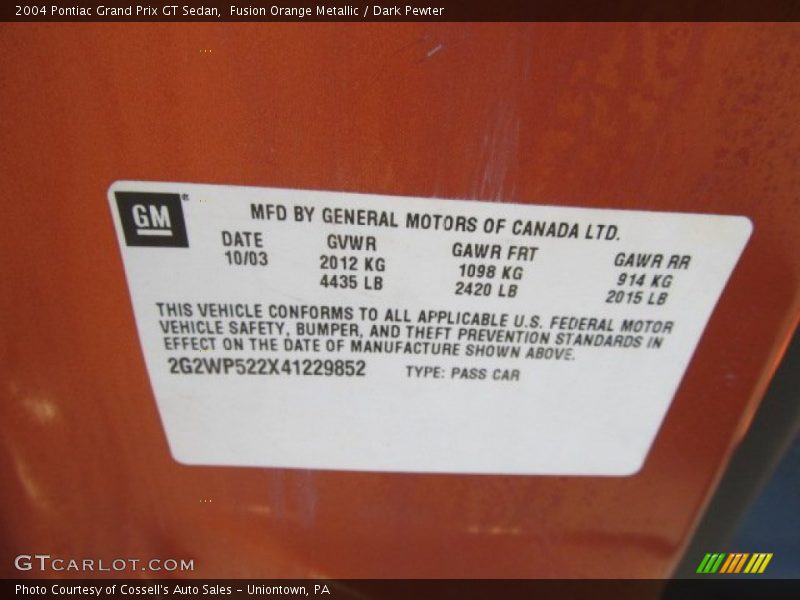 2004 Pontiac Grand Prix GT Sedan, Fusion Orange Metallic / Dark Pewter
GM®
MFD BY GENERAL MOTORS OF CANADA LTD.
DATE GVWR GAWR FRT GAWR RR
10/03 2012 KG 1098 KG 914 KG
4435 LB 2420 LB 2015 LB
THIS VEHICLE CONFORMS TO ALL APPLICABLE U.S. FEDERAL MOTOR
VEHICLE SAFETY, BUMPER, AND THEFT PREVENTION STANDARDS IN
EFFECT ON THE DATE OF MANUFACTURE SHOWN ABOVE.
2G2WP522X41229852 TYPE: PASS CAR
GTCARLOT.COM
Photo Courtesy of Cossell's Auto Sales - Uniontown, PA